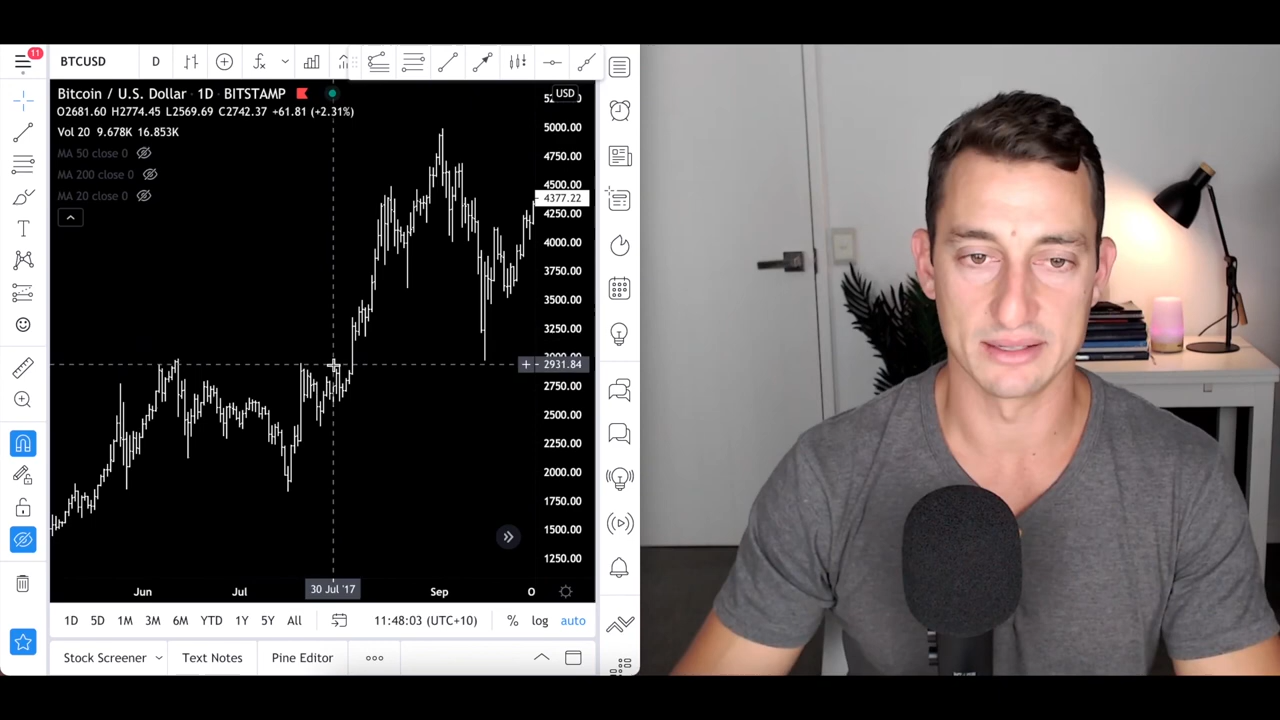 11
BTCUSD
D
Bitcoin / U.S. Dollar · 1D · BITSTAMP
USD
O2681.60 H2774.45 L2569.69 C2742.37 +61.81 (+2.31%)
Vol 20 9.678K 16.853K
MA 50 close 0
MA 200 close 0
MA 20 close 0
5000.00
4750.00
4500.00
4377.22
4250.00
4000.00
3750.00
3500.00
3250.00
2931.84
2750.00
2500.00
2250.00
2000.00
1750.00
1500.00
1250.00
Jun
Jul
30 Jul '17
Sep
O
1D 5D 1M 3M 6M YTD 1Y 5Y All
11:48:03 (UTC+10)
% log auto
Stock Screener
Text Notes
Pine Editor